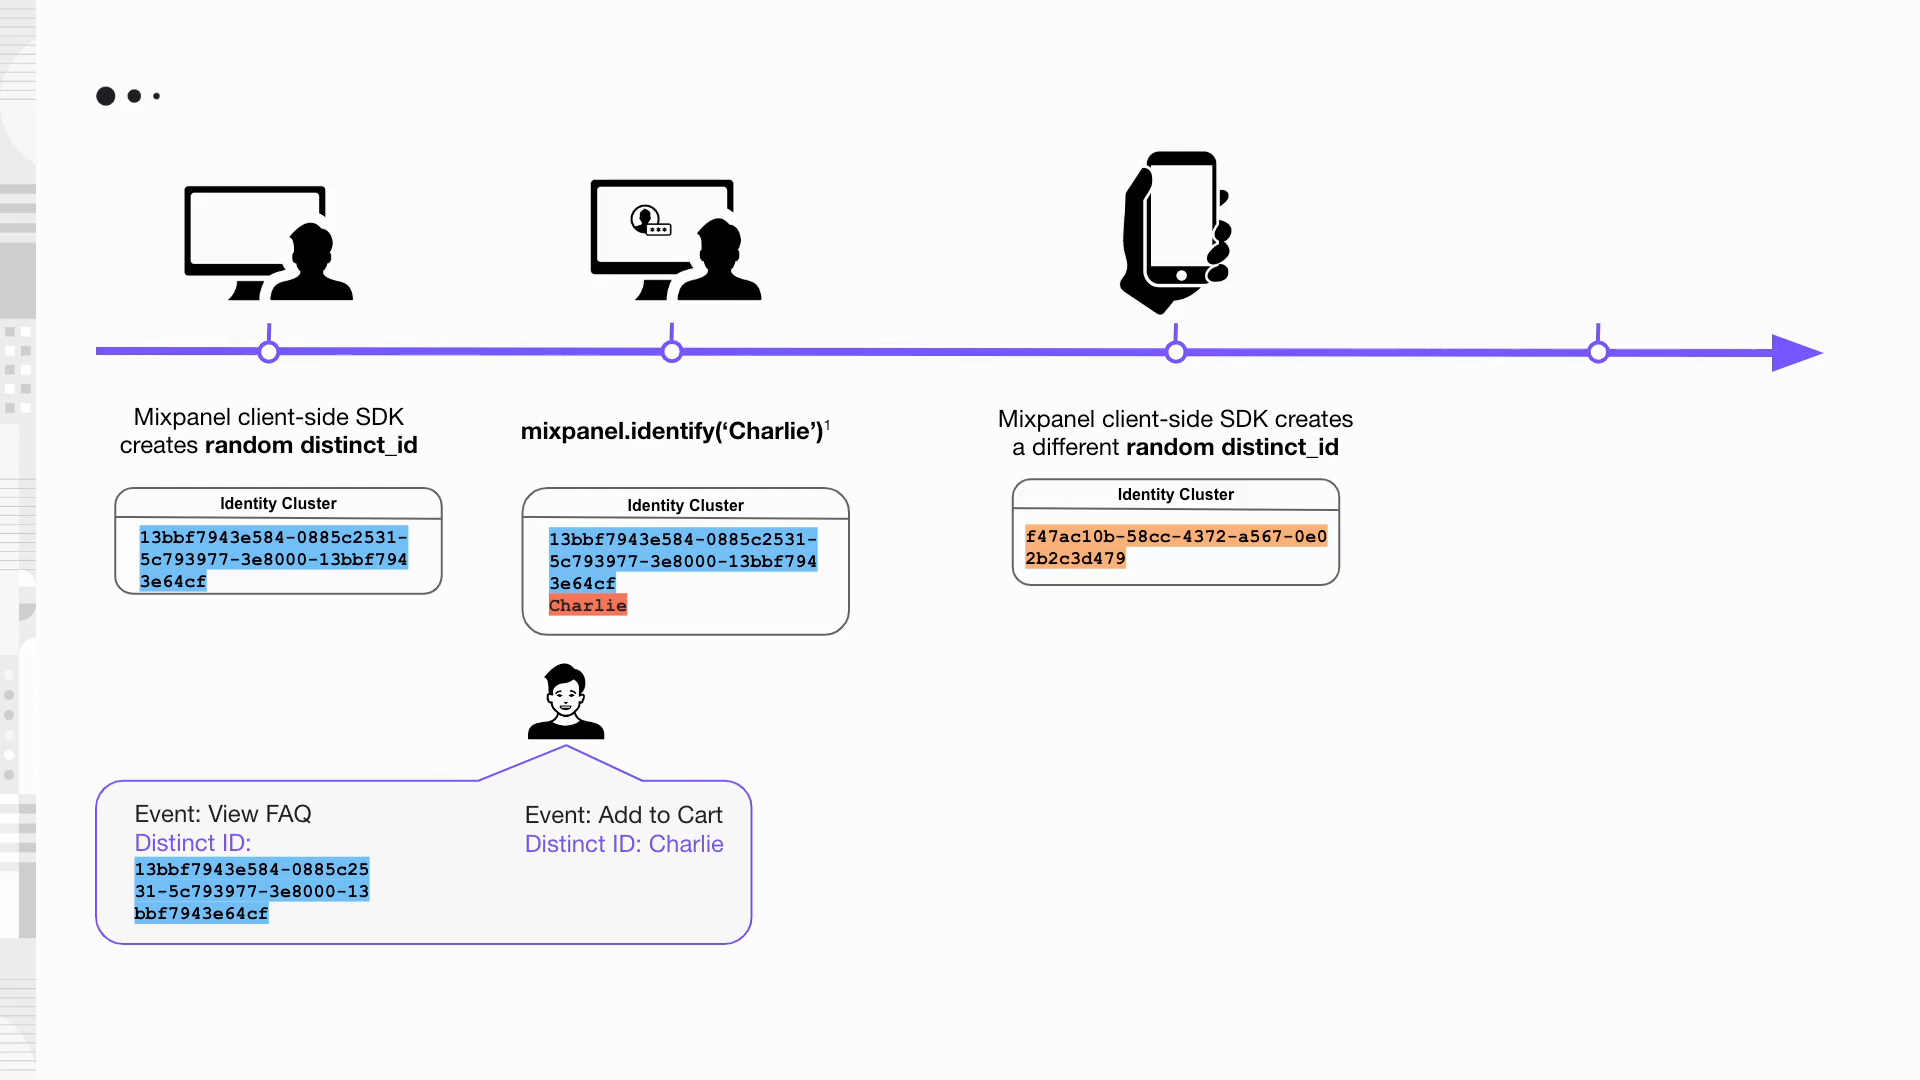 ***
Mixpanel client-side SDK
creates random distinct_id
Identity Cluster
13bbf7943e584-0885c2531-
5c793977-3e8000-13bbf794
3e64cf
mixpanel.identify(‘Charlie’)¹
Identity Cluster
13bbf7943e584-0885c2531-
5c793977-3e8000-13bbf794
3e64cf
Charlie
Mixpanel client-side SDK creates
a different random distinct_id
Identity Cluster
f47ac10b-58cc-4372-a567-0e0
2b2c3d479
Event: View FAQ
Distinct ID:
13bbf7943e584-0885c25
31-5c793977-3e8000-13
bbf7943e64cf
Event: Add to Cart
Distinct ID: Charlie